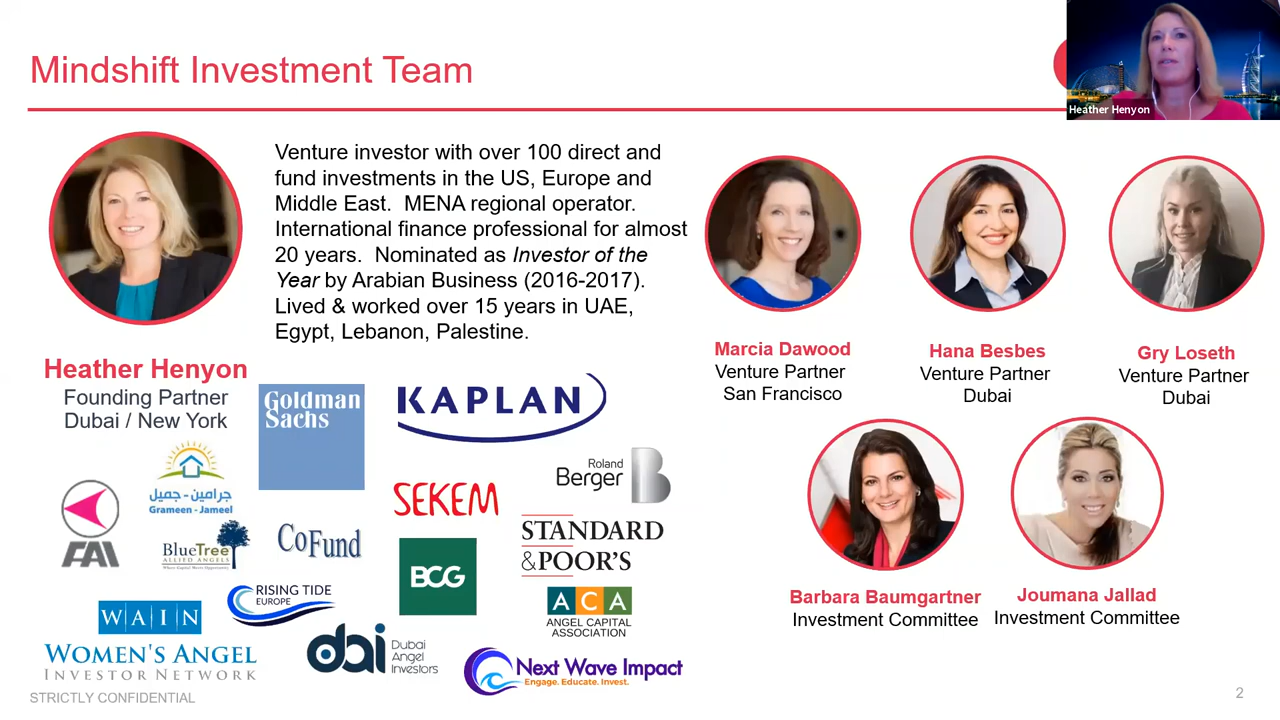 Mindshift Investment Team
Heather Henyon
Venture investor with over 100 direct and
fund investments in the US, Europe and
Middle East. MENA regional operator.
International finance professional for almost
20 years. Nominated as Investor of the
Year by Arabian Business (2016-2017).
Lived & worked over 15 years in UAE,
Egypt, Lebanon, Palestine.
Heather Henyon
Founding Partner
Dubai / New York
Marcia Dawood
Venture Partner
San Francisco
Hana Besbes
Venture Partner
Dubai
Gry Loseth
Venture Partner
Dubai
Barbara Baumgartner
Investment Committee
Joumana Jallad
Investment Committee
Goldman
Sachs
KAPLAN
جرامين - جميل
Grameen - Jameel
Roland
Berger
B
SEKEM
FAI
BlueTree
ALLIED ANGELS
CoFund
STANDARD
&POOR'S
BCG
RISING TIDE
EUROPE
ACA
ANGEL CAPITAL
ASSOCIATION
WAIN
WOMEN'S ANGEL
INVESTOR NETWORK
dai
Dubai
Angel
Investors
Next Wave Impact
Engage. Educate. Invest.
STRICTLY CONFIDENTIAL
2